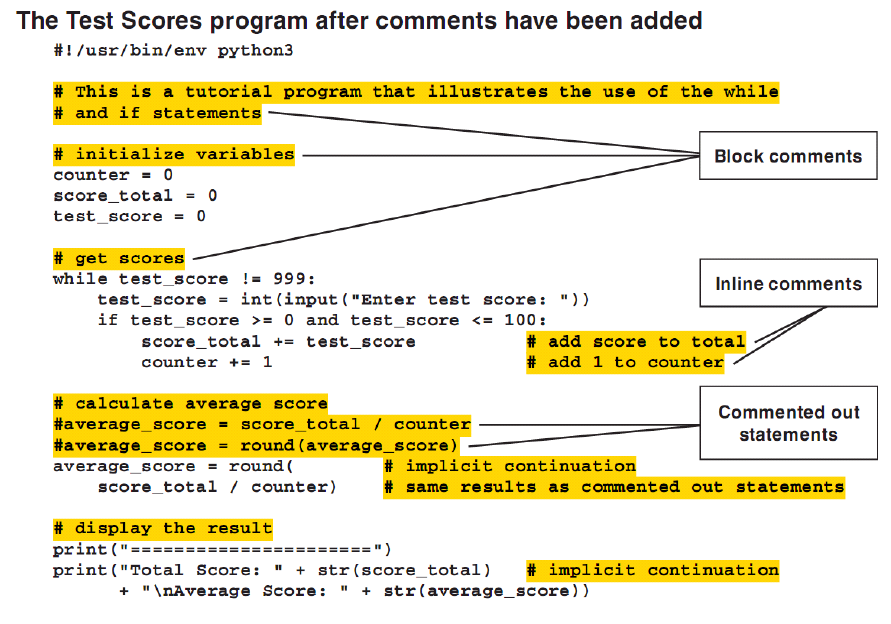 The Test Scores program after comments have been added
#!/usr/bin/env python3
# This is a tutorial program that illustrates the use of the while
# and if statements
Block comments
# initialize variables
counter = 0
score_total = 0
test_score = 0
# get scores
while test_score != 999:
    test_score = int(input("Enter test score: "))
Inline comments
    if test_score >= 0 and test_score <= 100:
        score_total += test_score          # add score to total
        counter += 1                       # add 1 to counter
# calculate average score
#average_score = score_total / counter
#average_score = round(average_score)
Commented out
statements
average_score = round(        # implicit continuation
    score_total / counter)    # same results as commented out statements
# display the result
print("======================")
print("Total Score: " + str(score_total)   # implicit continuation
      + "\nAverage Score: " + str(average_score))